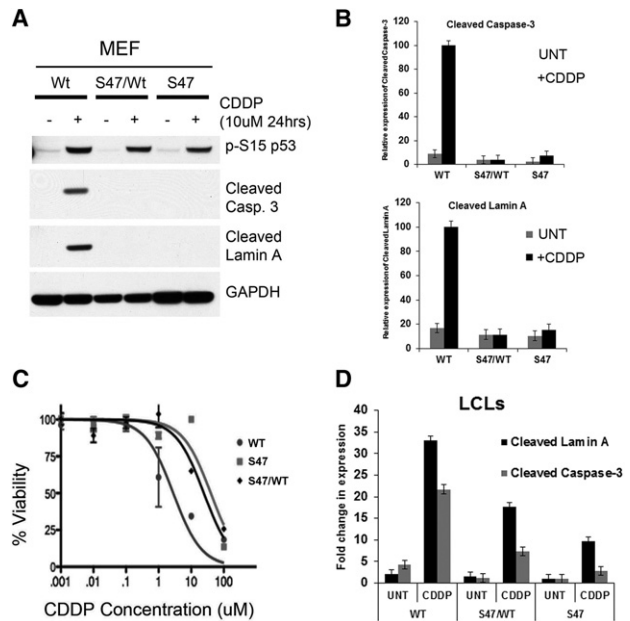 A
MEF
Wt S47/Wt S47
CDDP
(10uM 24hrs)
- + - + - +
p-S15 p53
Cleaved
Casp. 3
Cleaved
Lamin A
GAPDH
B
Cleaved Caspase-3
Relative expression of Cleaved Caspase-3
120
100
80
60
40
20
0
UNT
+CDDP
WT S47/WT S47
Cleaved Lamin A
Relative expression of Cleaved Lamin A
120
100
80
60
40
20
0
UNT
+CDDP
WT S47/WT S47
C
% Viability
100
75
50
25
0
WT
S47
S47/WT
.001 .01 .1 1 10 100
CDDP Concentration (uM)
D
LCLs
Fold change in expression
40
35
30
25
20
15
10
5
0
Cleaved Lamin A
Cleaved Caspase-3
UNT CDDP UNT CDDP UNT CDDP
WT S47/WT S47